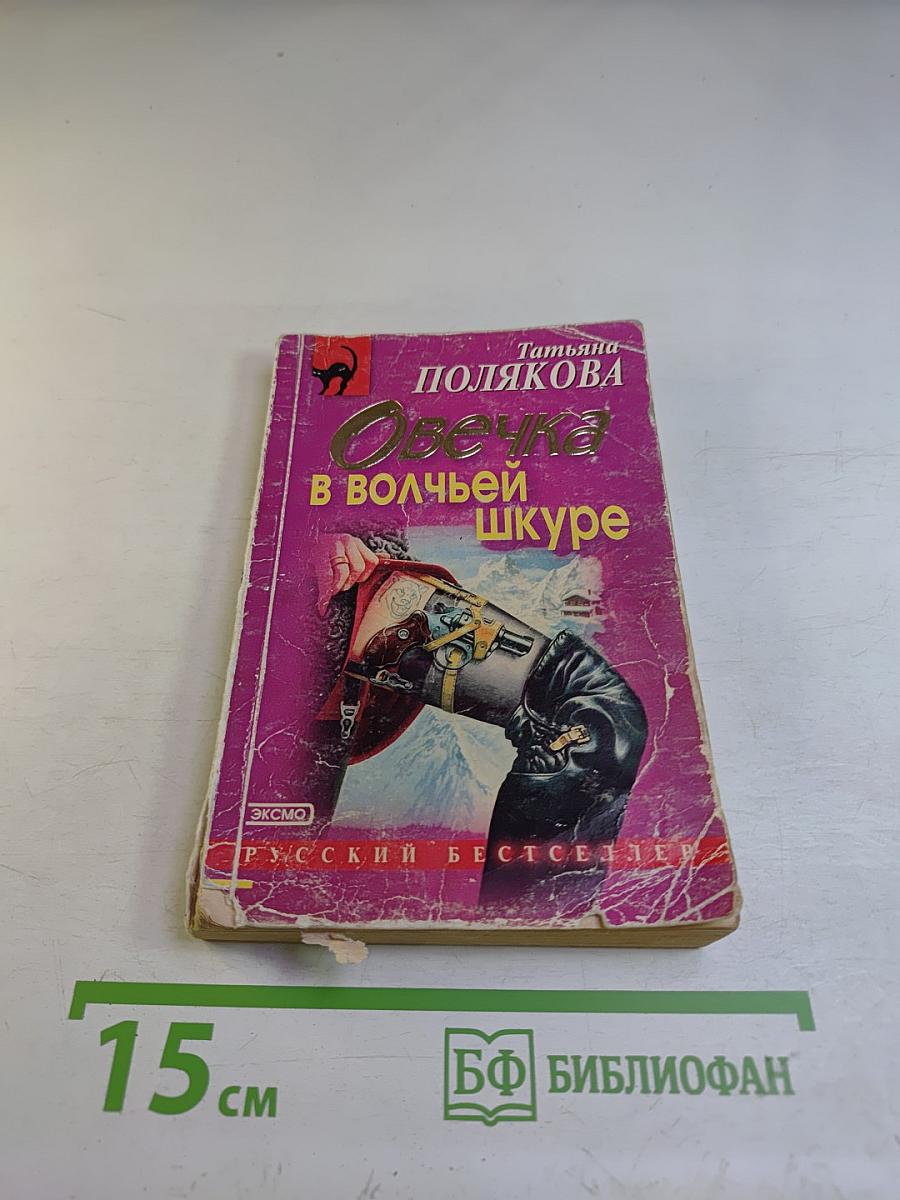 Татьяна
ПОЛЯКОВА
Овечка
в волчьей
шкуре
ЭКСМО
РУССКИЙ БЕСТСЕЛЛЕР
15 см
БФ БИБЛИОФАН